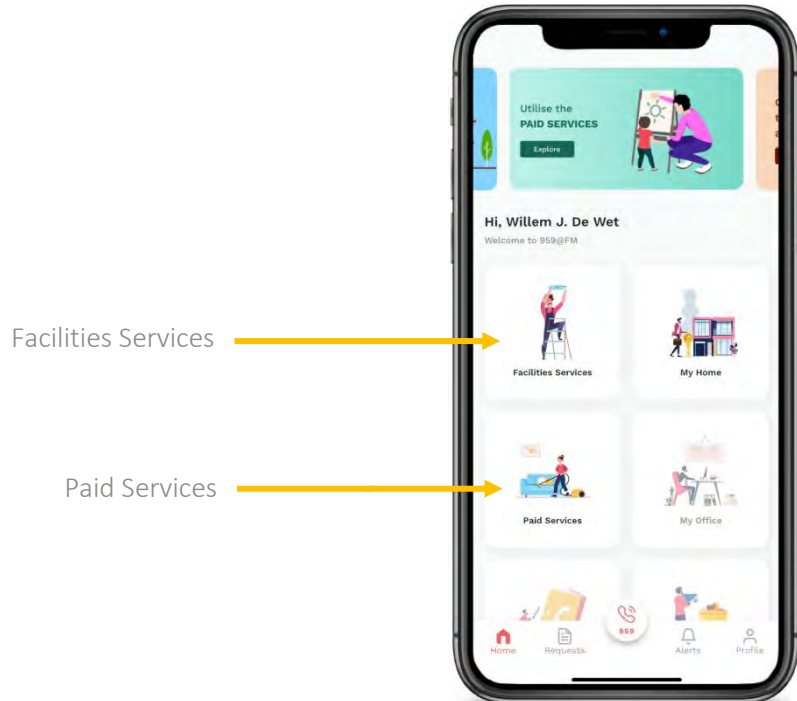 Utilise the
PAID SERVICES
Explore
Hi, Willem J. De Wet
Welcome to 959@FM
Facilities Services
Facilities Services
My Home
Paid Services
Paid Services
My Office
959
Home
Requests
Alerts
Profile